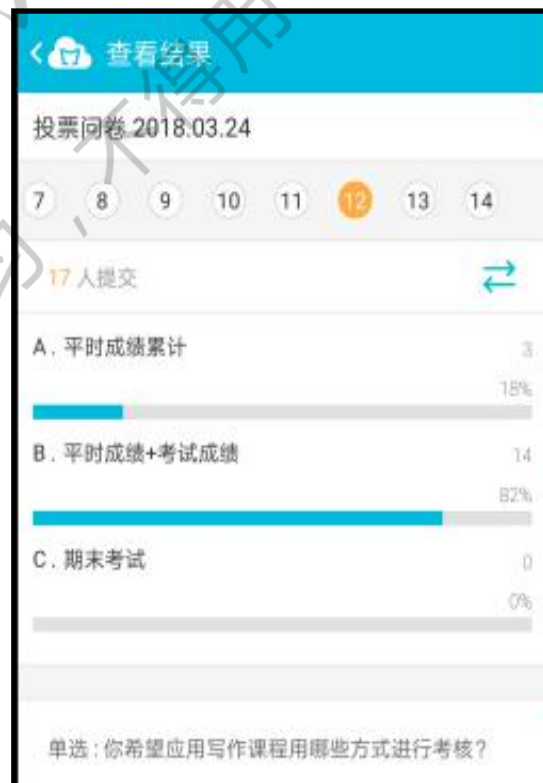 查看结果
投票问卷 2018.03.24
7 8 9 10 11 12 13 14
17 人提交
A. 平时成绩累计 3
18%
B. 平时成绩+考试成绩 14
82%
C. 期末考试 0
0%
单选:你希望应用写作课程用哪些方式进行考核?
,不得用